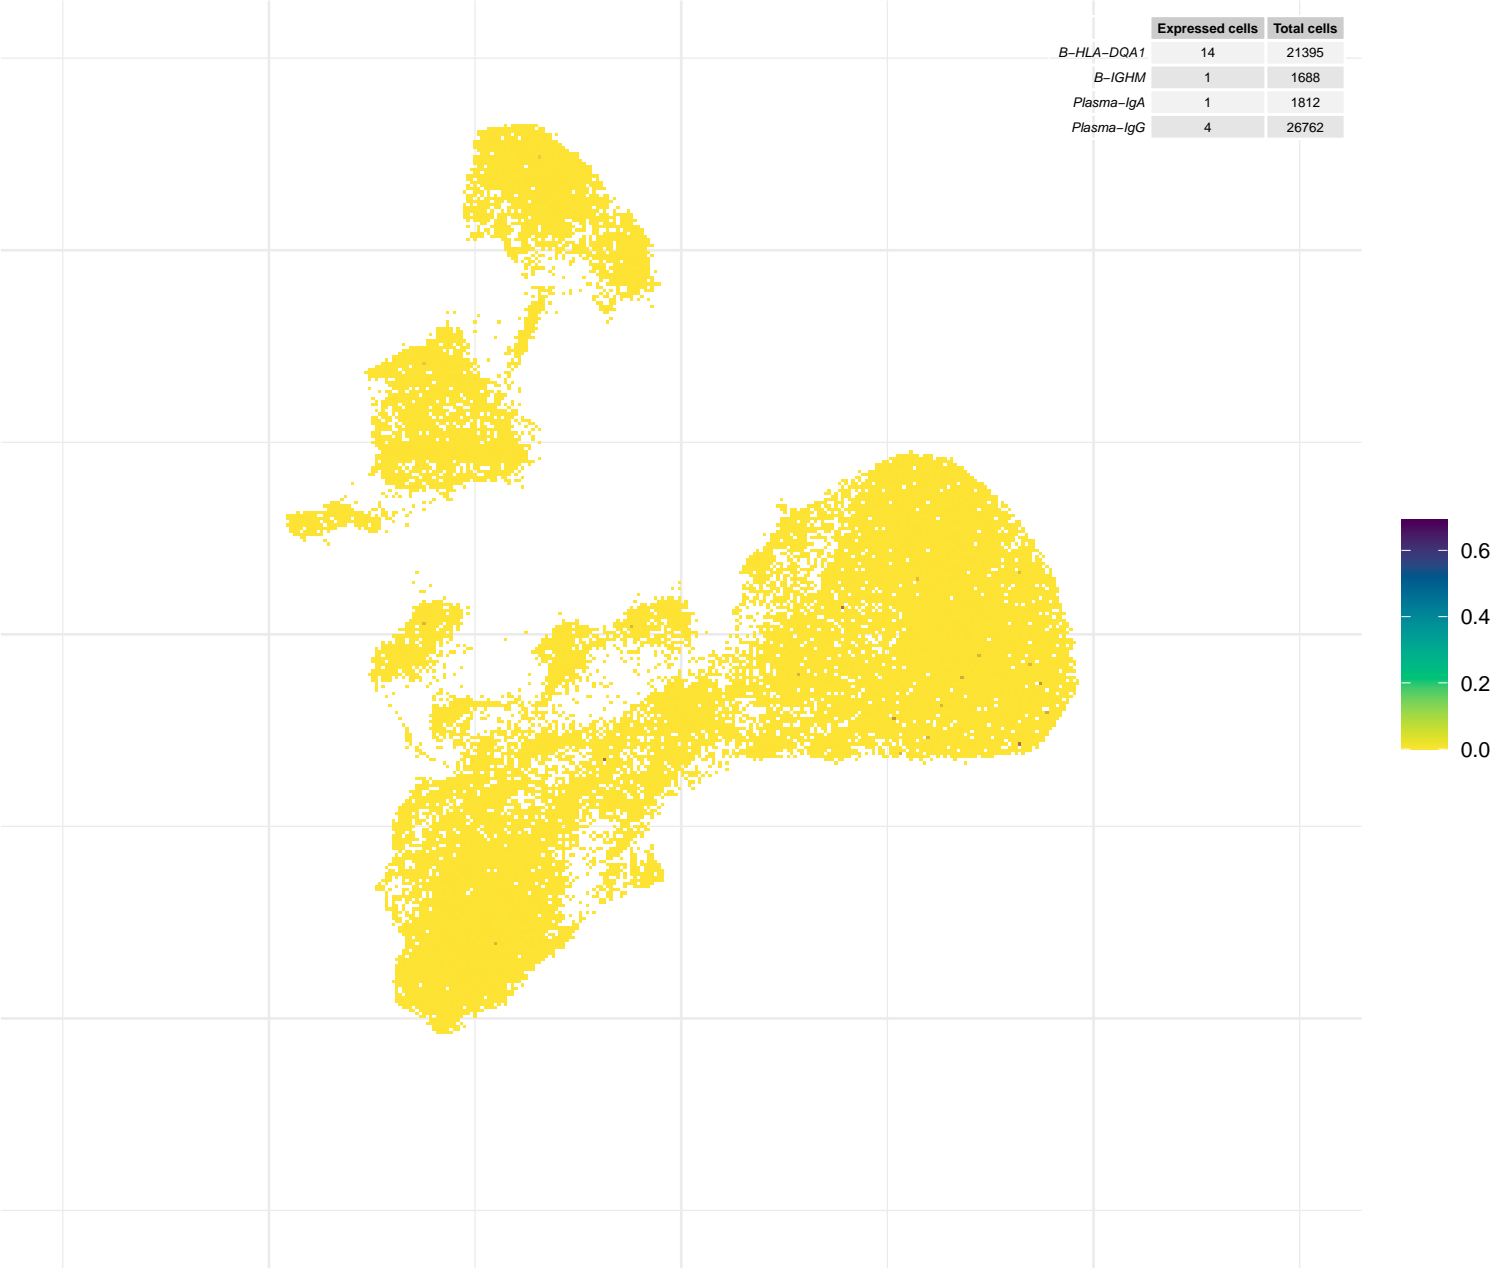 Expressed cells Total cells
B−HLA−DQA1 14 21395
B−IGHM 1 1688
Plasma−IgA 1 1812
Plasma−IgG 4 26762
0.6
0.4
0.2
0.0